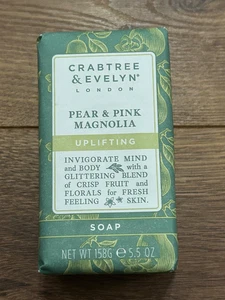 CRABTREE
& EVELYN®
LONDON
PEAR & PINK
MAGNOLIA
UPLIFTING
INVIGORATE MIND
AND BODY WITH A
GLITTERING BLEND
OF CRISP FRUIT AND
FLORALS FOR FRESH
FEELING SKIN.
SOAP
NET WT 158G ℮ 5.5 OZ.